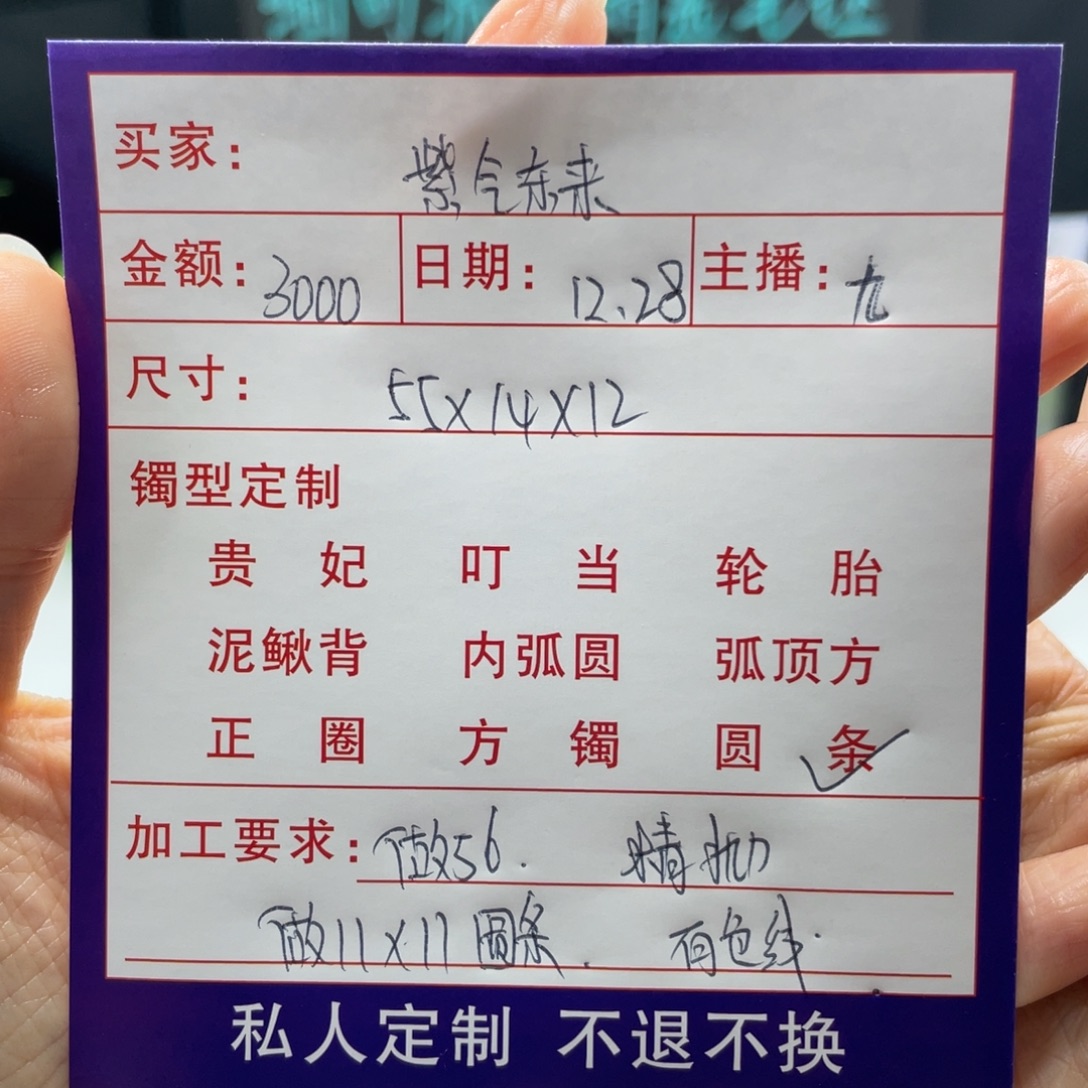 买家：紫气东来
金额：3000 日期：12.28 主播：九
尺寸：55×14×12
镯型定制
贵妃 叮当 轮胎
泥鳅背 内弧圆 弧顶方
正圈 方镯 圆条✓
加工要求：做56. 精抛
做11×11圆条. 有色线.
私人定制 不退不换